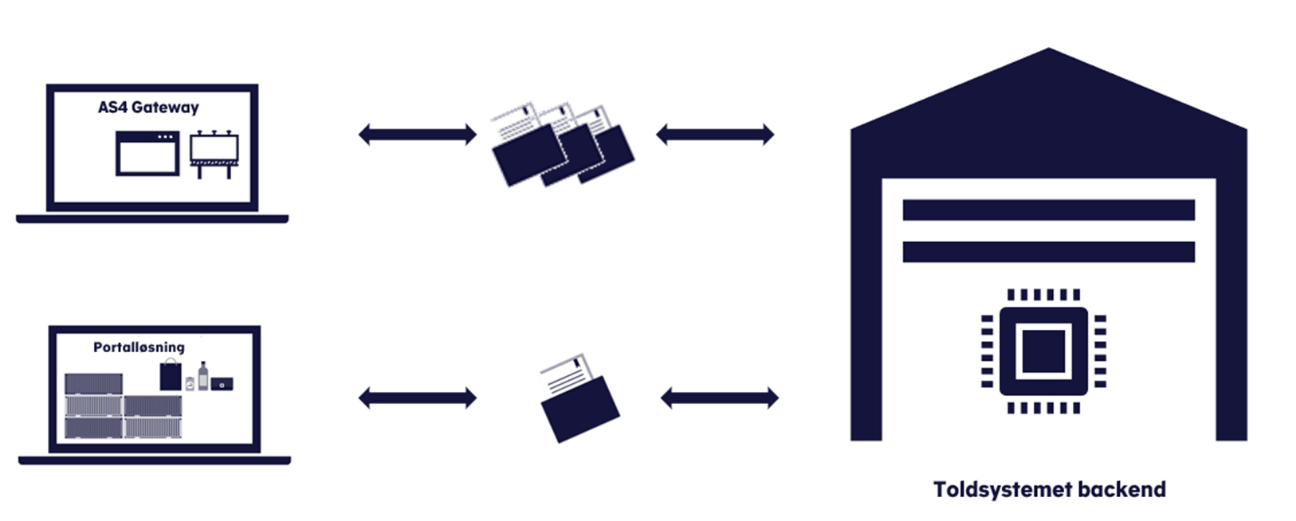 AS4 Gateway
Portalløsning
Toldsystemet backend